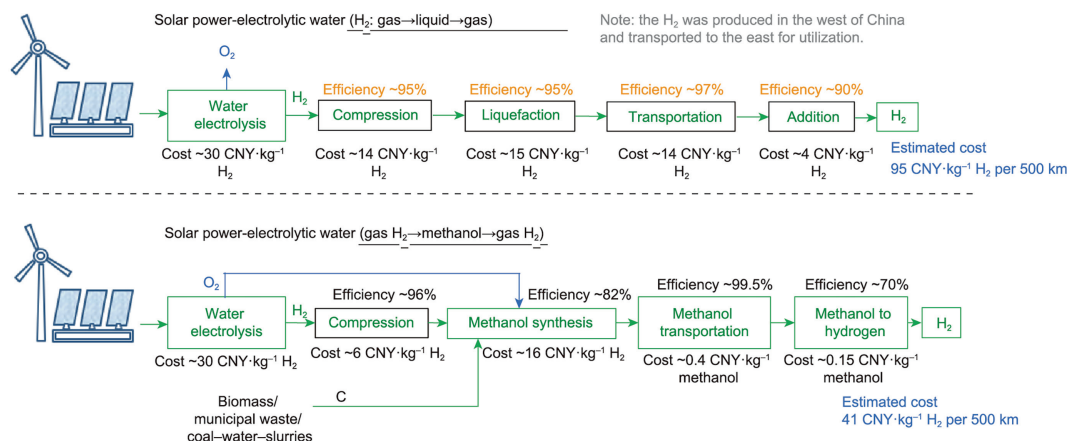 Solar power-electrolytic water (H₂: gas→liquid→gas)
Note: the H₂ was produced in the west of China
and transported to the east for utilization.
O₂
Efficiency ~95%
Efficiency ~95%
Efficiency ~97%
Efficiency ~90%
Water
electrolysis
H₂
Compression
Liquefaction
Transportation
Addition
H₂
Cost ~30 CNY·kg⁻¹
H₂
Cost ~14 CNY·kg⁻¹
H₂
Cost ~15 CNY·kg⁻¹
H₂
Cost ~14 CNY·kg⁻¹
H₂
Cost ~4 CNY·kg⁻¹
H₂
Estimated cost
95 CNY·kg⁻¹ H₂ per 500 km
Solar power-electrolytic water (gas H₂→methanol→gas H₂)
O₂
Efficiency ~96%
Efficiency ~82%
Efficiency ~99.5%
Efficiency ~70%
Water
electrolysis
H₂
Compression
Methanol synthesis
Methanol
transportation
Methanol to
hydrogen
H₂
Cost ~30 CNY·kg⁻¹ H₂
Cost ~6 CNY·kg⁻¹ H₂
Cost ~16 CNY·kg⁻¹ H₂
Cost ~0.4 CNY·kg⁻¹
methanol
Cost ~0.15 CNY·kg⁻¹
methanol
Biomass/
municipal waste/
coal–water–slurries
C
Estimated cost
41 CNY·kg⁻¹ H₂ per 500 km